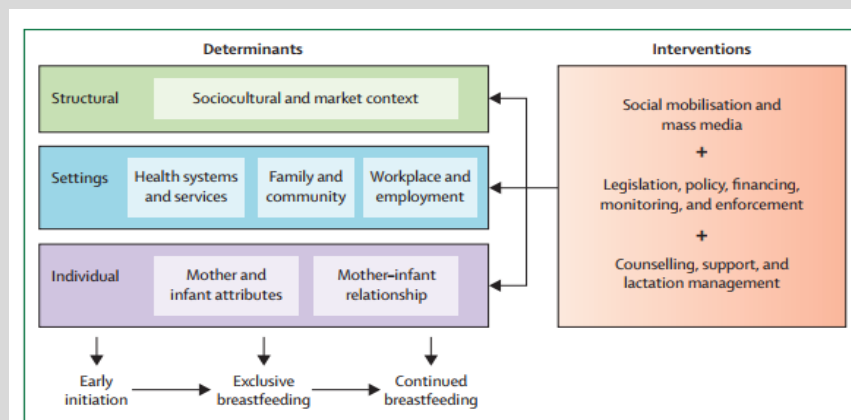 Determinants
Structural
Sociocultural and market context
Settings
Health systems
and services
Family and
community
Workplace and
employment
Individual
Mother and
infant attributes
Mother–infant
relationship
Early
initiation
Exclusive
breastfeeding
Continued
breastfeeding
Interventions
Social mobilisation and
mass media
+
Legislation, policy, financing,
monitoring, and enforcement
+
Counselling, support, and
lactation management